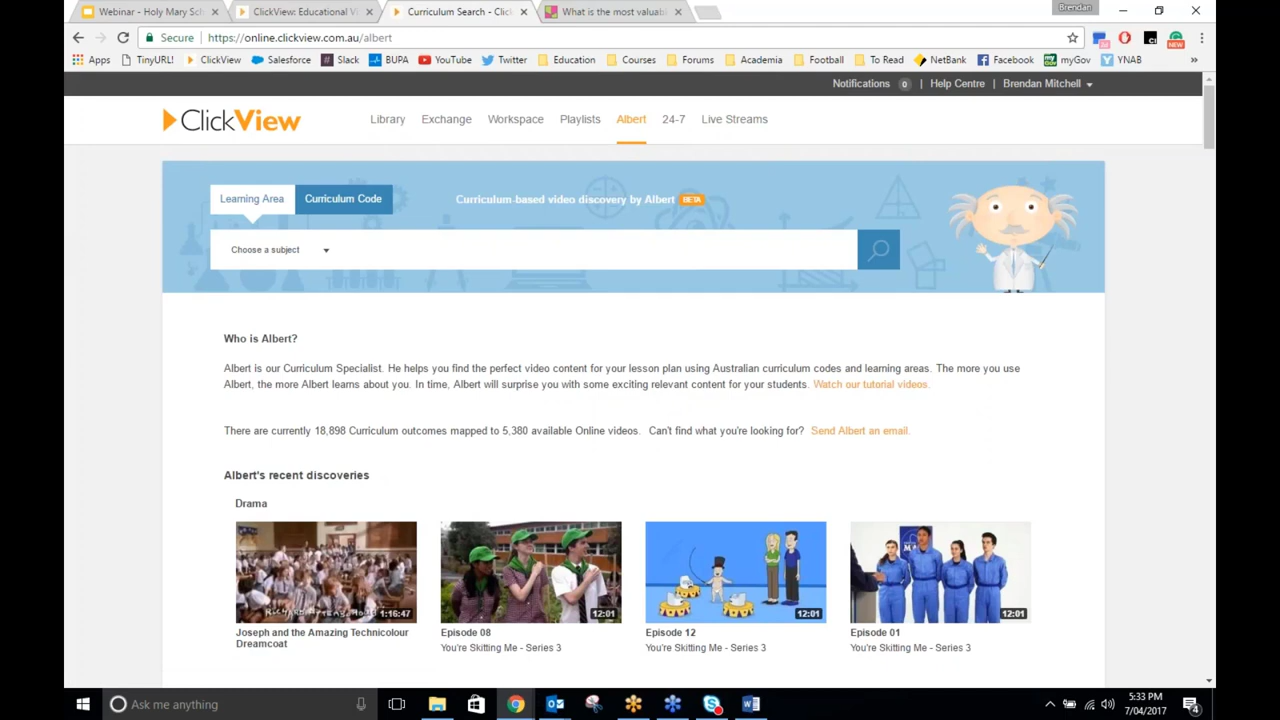 Webinar - Holy Mary Sch
ClickView: Educational Vi
Curriculum Search - Click
What is the most valuabl
Brendan
Secure
https://online.clickview.com.au/albert
Apps
TinyURL!
ClickView
Salesforce
Slack
BUPA
YouTube
Twitter
Education
Courses
Forums
Academia
Football
To Read
NetBank
Facebook
myGov
YNAB
NEW
Notifications 0 | Help Centre | Brendan Mitchell
ClickView
Library
Exchange
Workspace
Playlists
Albert
24-7
Live Streams
Learning Area
Curriculum Code
Curriculum-based video discovery by Albert BETA
Choose a subject
Who is Albert?
Albert is our Curriculum Specialist. He helps you find the perfect video content for your lesson plan using Australian curriculum codes and learning areas. The more you use
Albert, the more Albert learns about you. In time, Albert will surprise you with some exciting relevant content for your students. Watch our tutorial videos.
There are currently 18,898 Curriculum outcomes mapped to 5,380 available Online videos. Can't find what you're looking for? Send Albert an email.
Albert's recent discoveries
Drama
1:16:47
12:01
12:01
12:01
Joseph and the Amazing Technicolour
Dreamcoat
Episode 08
You're Skitting Me - Series 3
Episode 12
You're Skitting Me - Series 3
Episode 01
You're Skitting Me - Series 3
Ask me anything
5:33 PM
7/04/2017
4